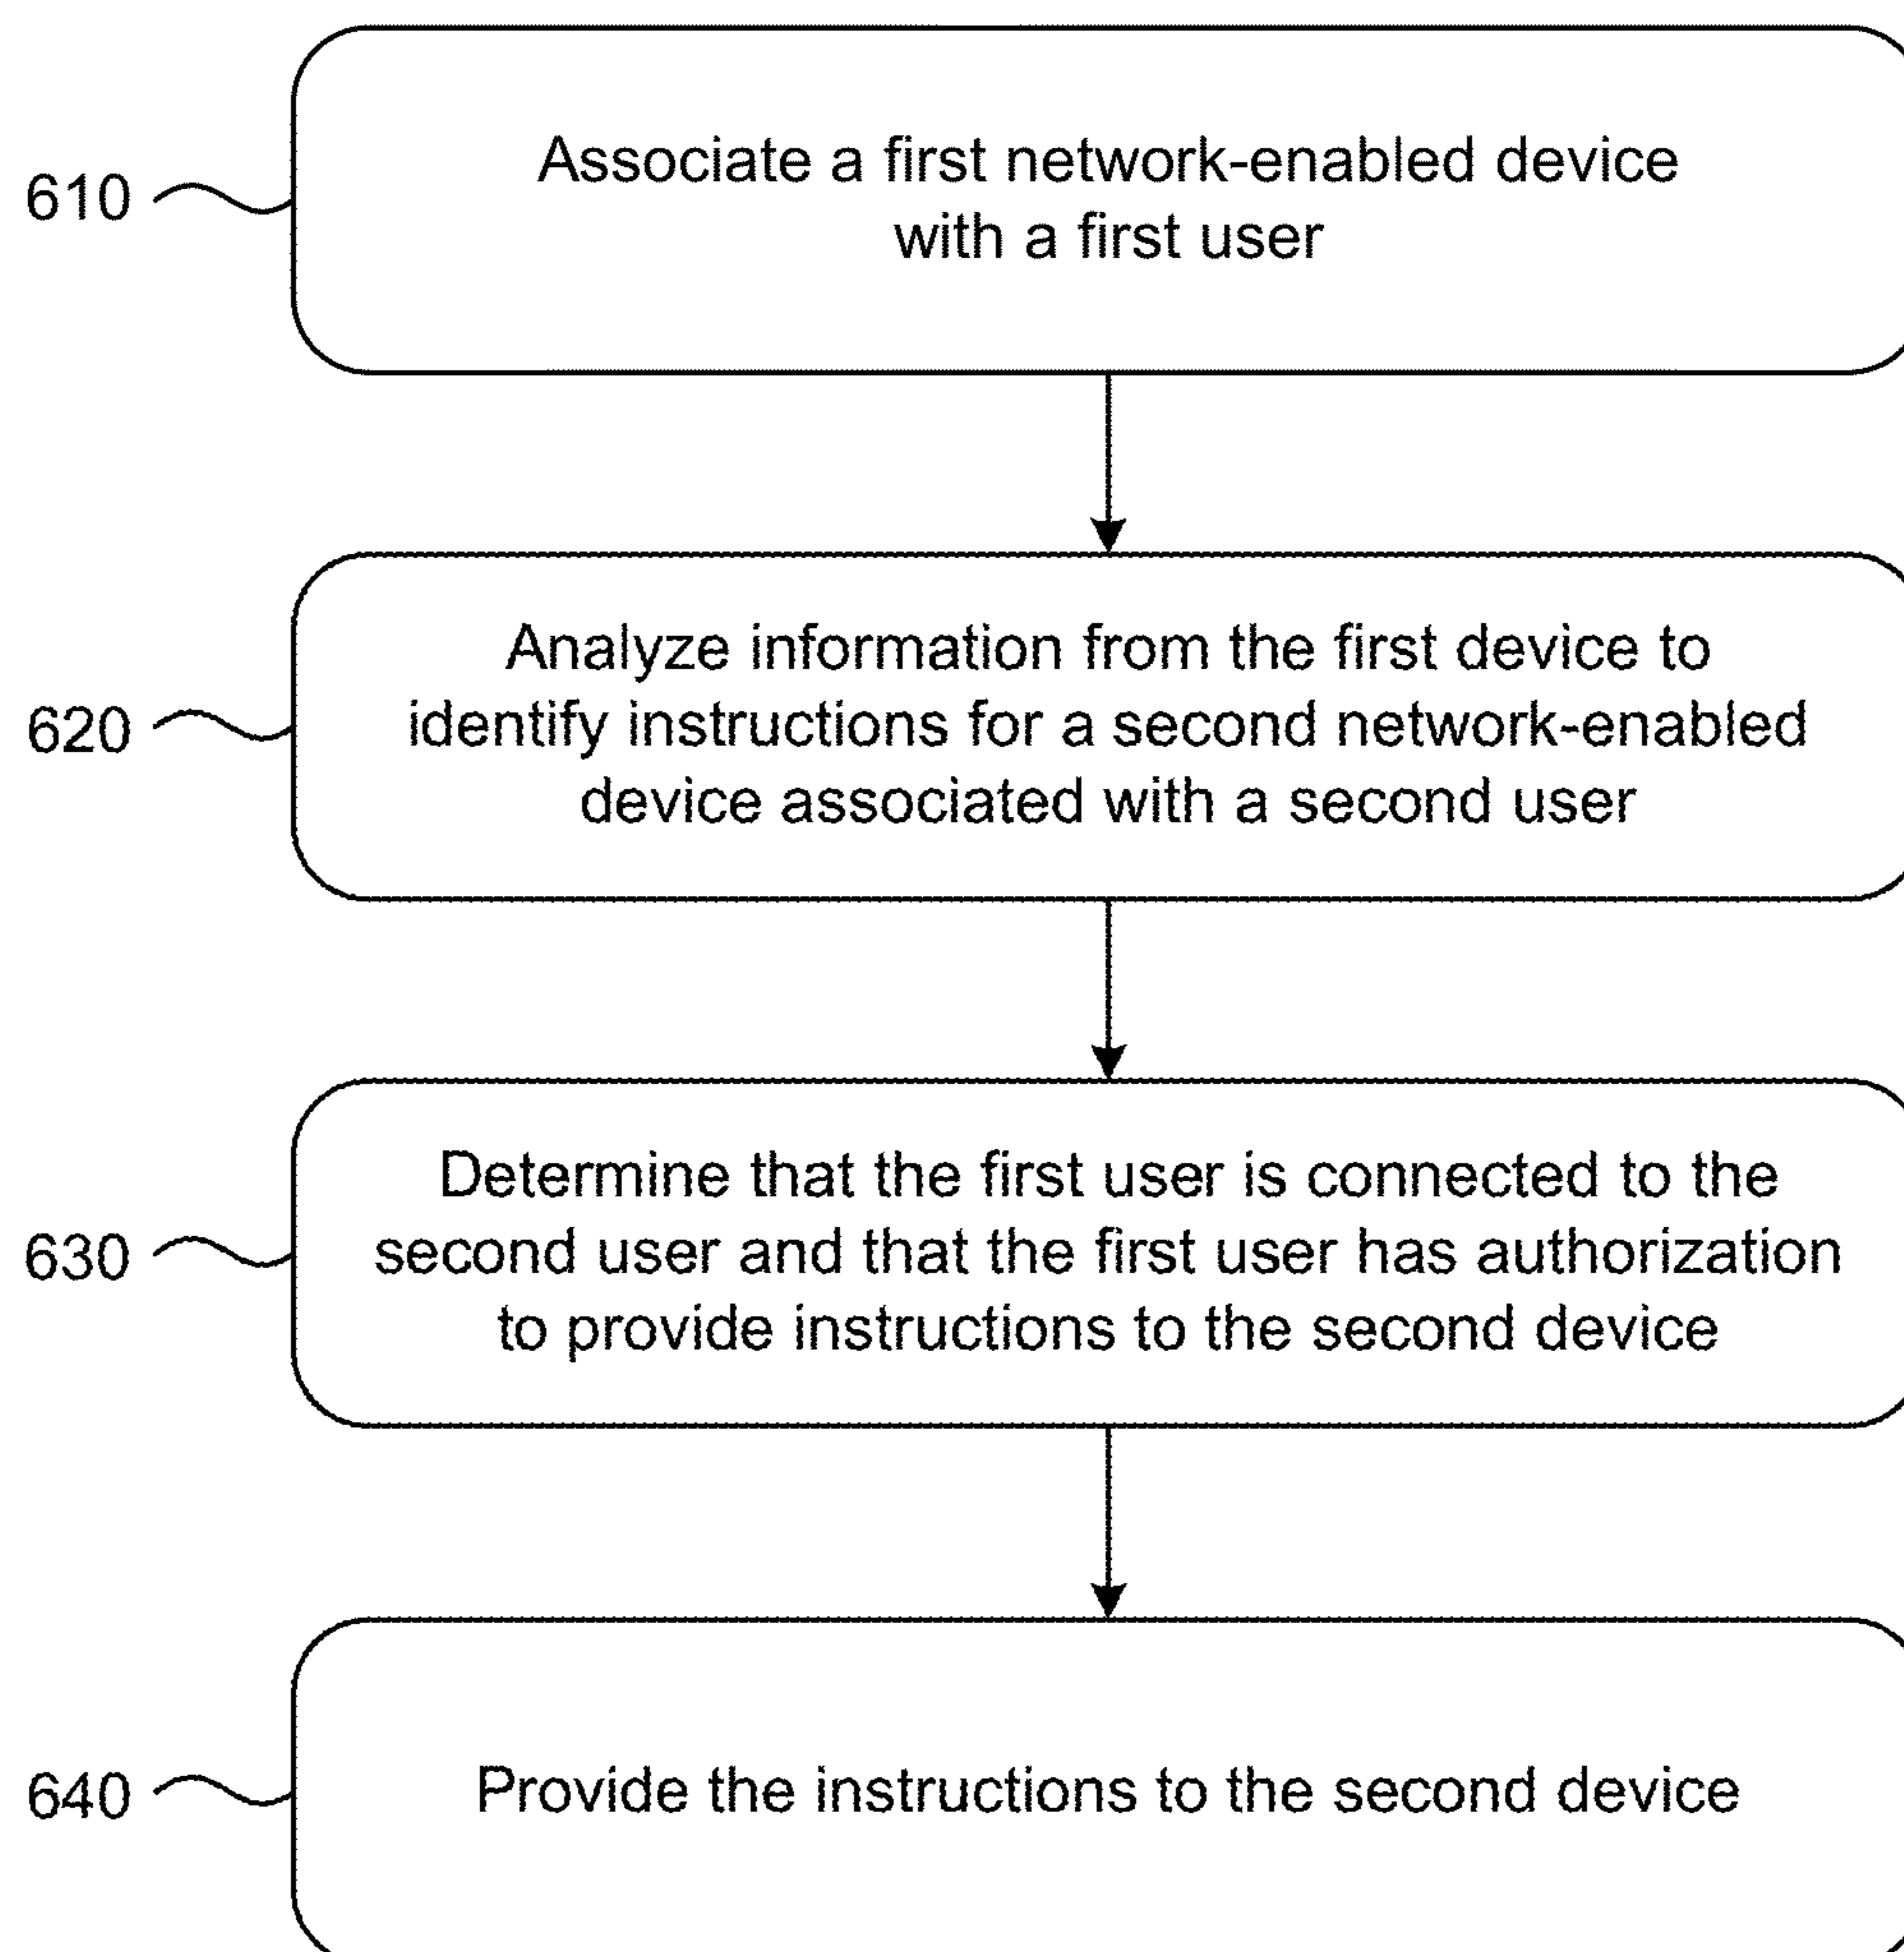 610
Associate a first network-enabled device
with a first user
620
Analyze information from the first device to
identify instructions for a second network-enabled
device associated with a second user
630
Determine that the first user is connected to the
second user and that the first user has authorization
to provide instructions to the second device
640
Provide the instructions to the second device